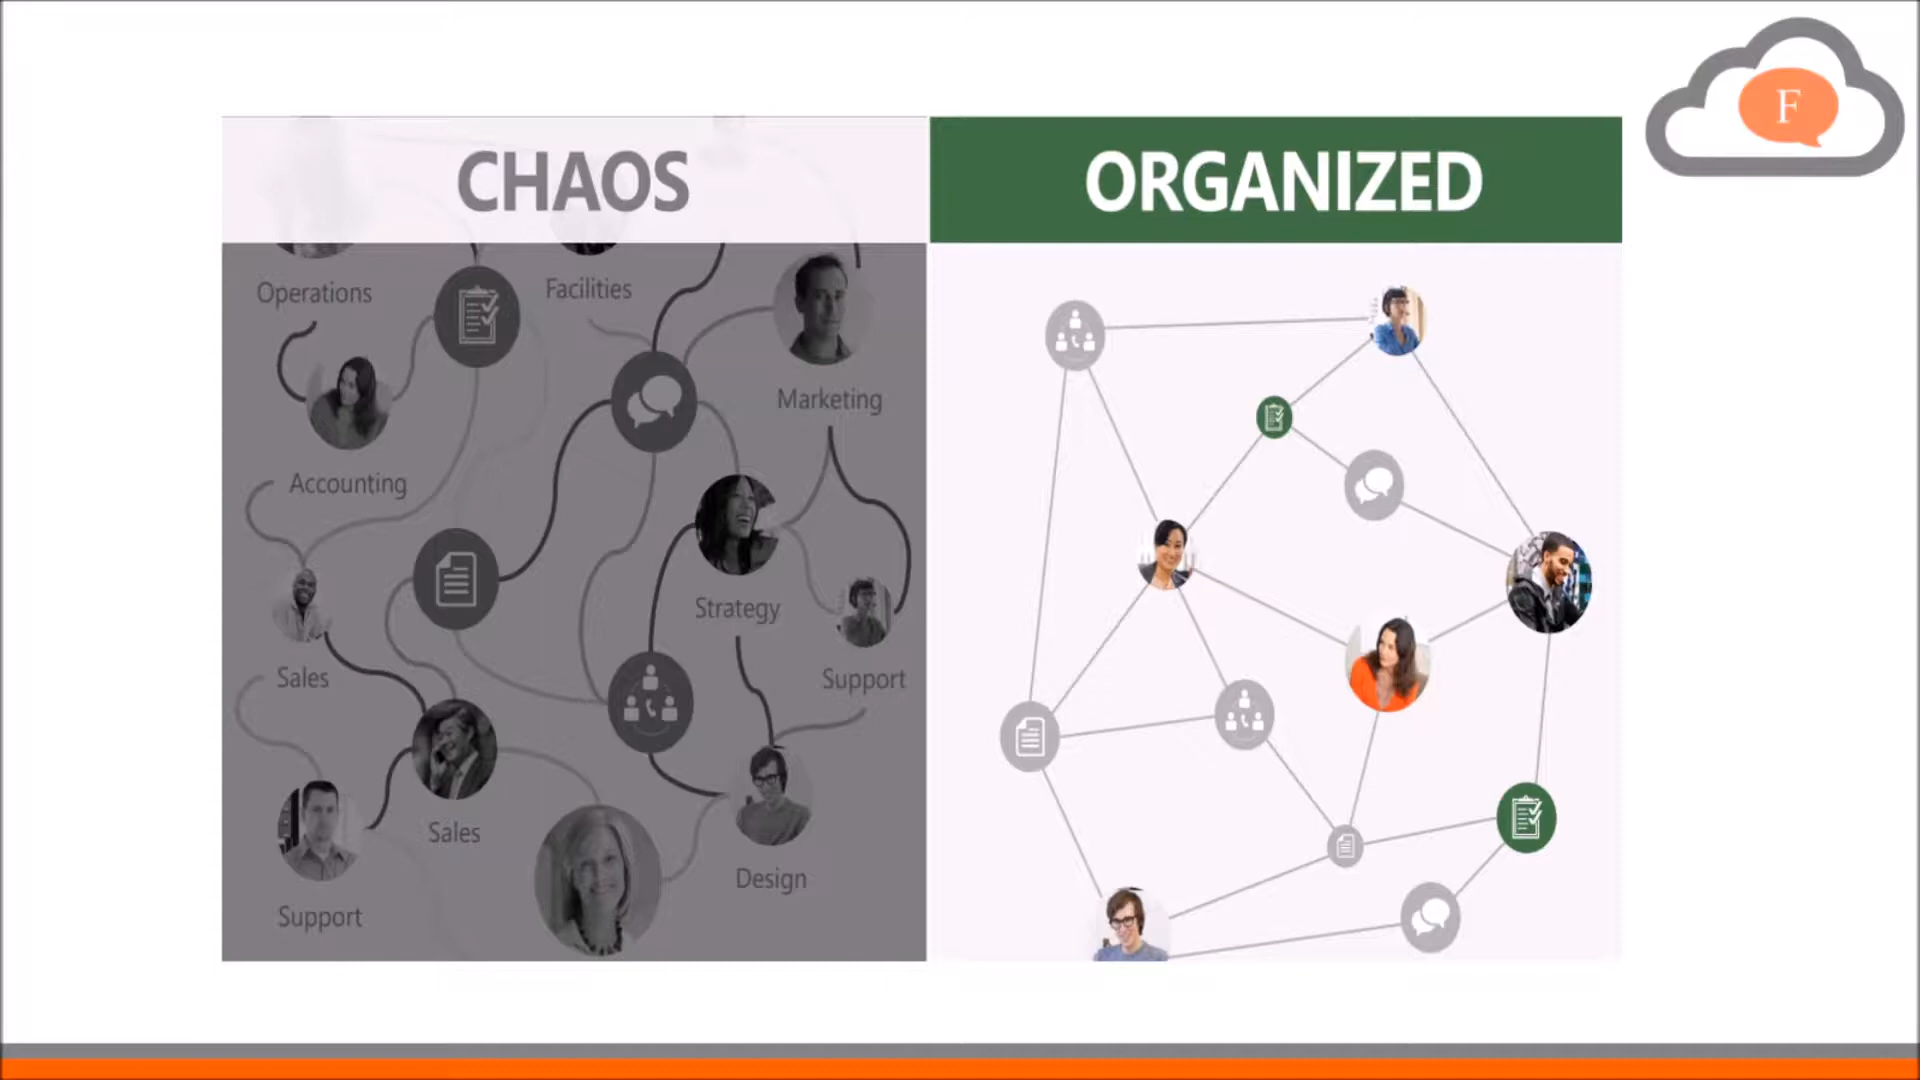 F
CHAOS
ORGANIZED
Operations
Facilities
Marketing
Accounting
Strategy
Sales
Support
Sales
Design
Support